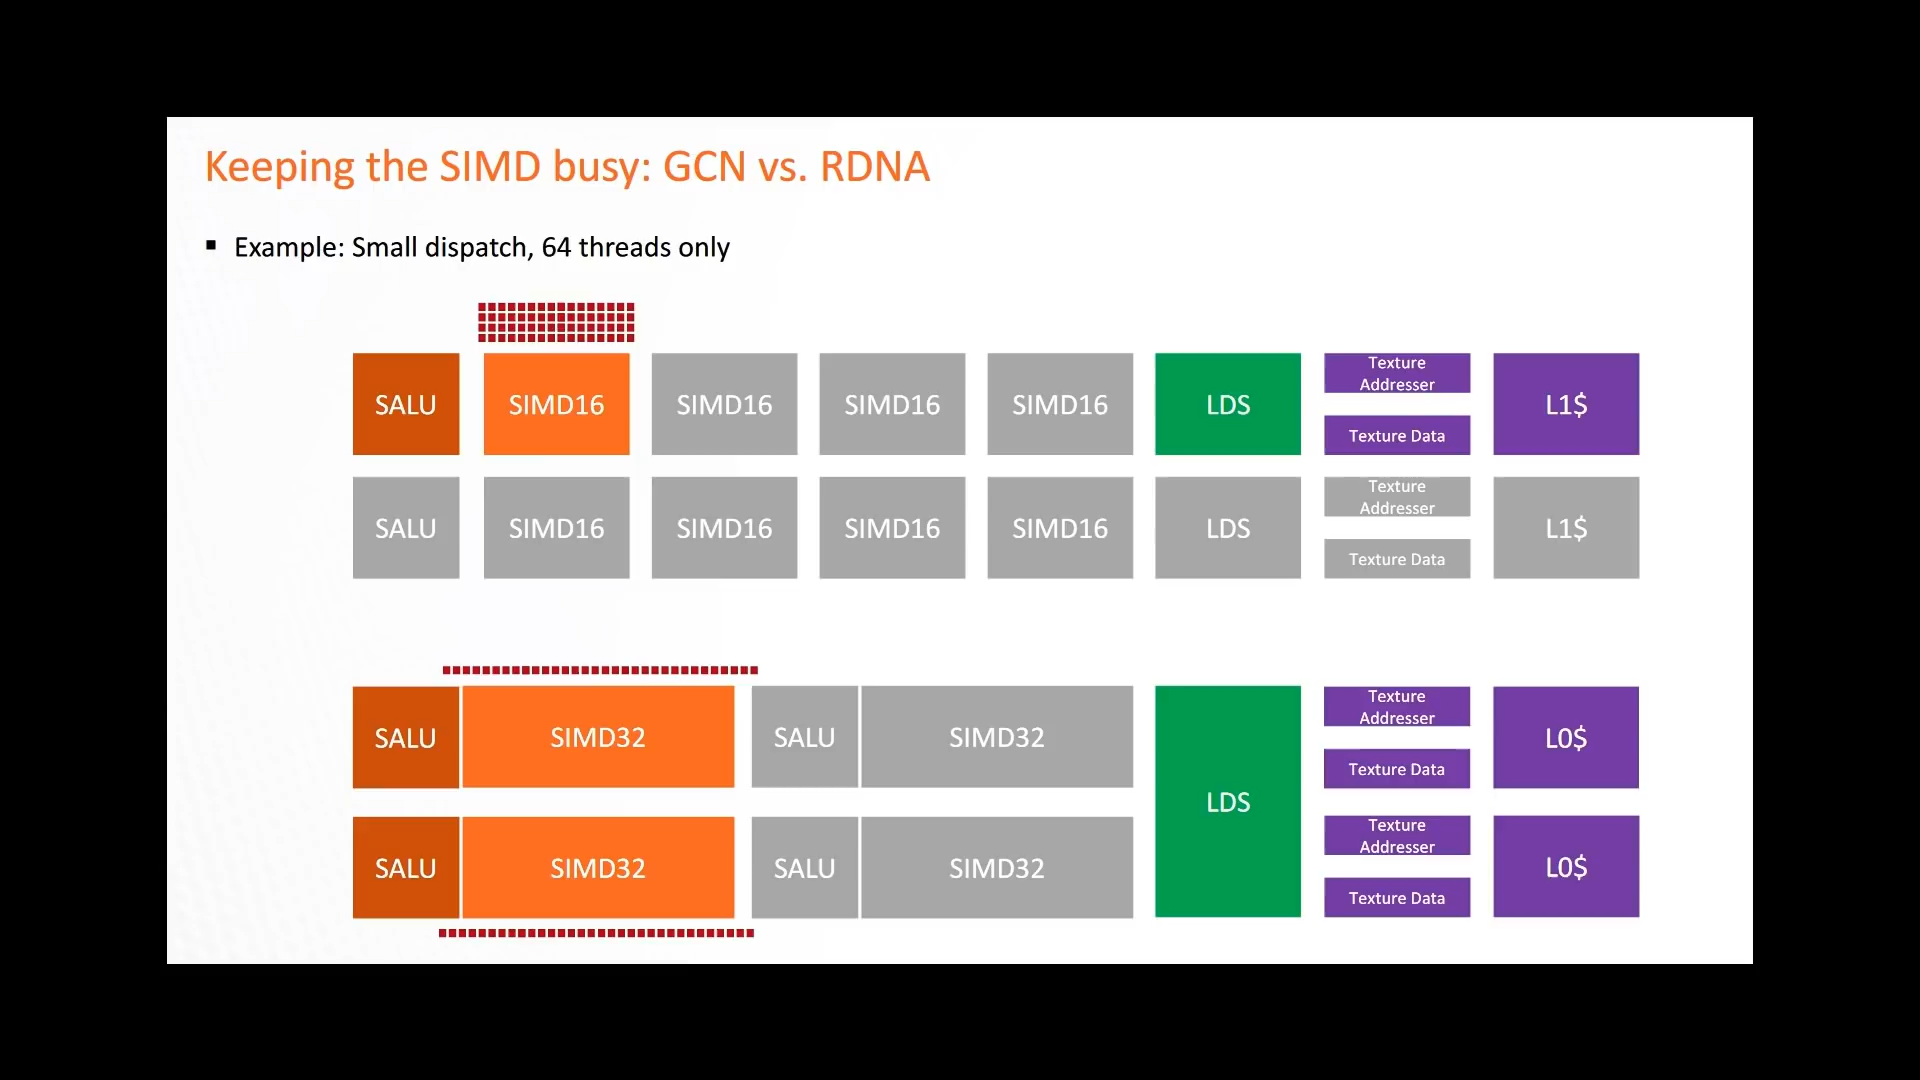 Keeping the SIMD busy: GCN vs. RDNA
▪ Example: Small dispatch, 64 threads only
SALU SIMD16 SIMD16 SIMD16 SIMD16 LDS Texture Addresser Texture Data L1$
SALU SIMD16 SIMD16 SIMD16 SIMD16 LDS Texture Addresser Texture Data L1$
SALU SIMD32 SALU SIMD32 LDS Texture Addresser Texture Data L0$
SALU SIMD32 SALU SIMD32 Texture Addresser Texture Data L0$